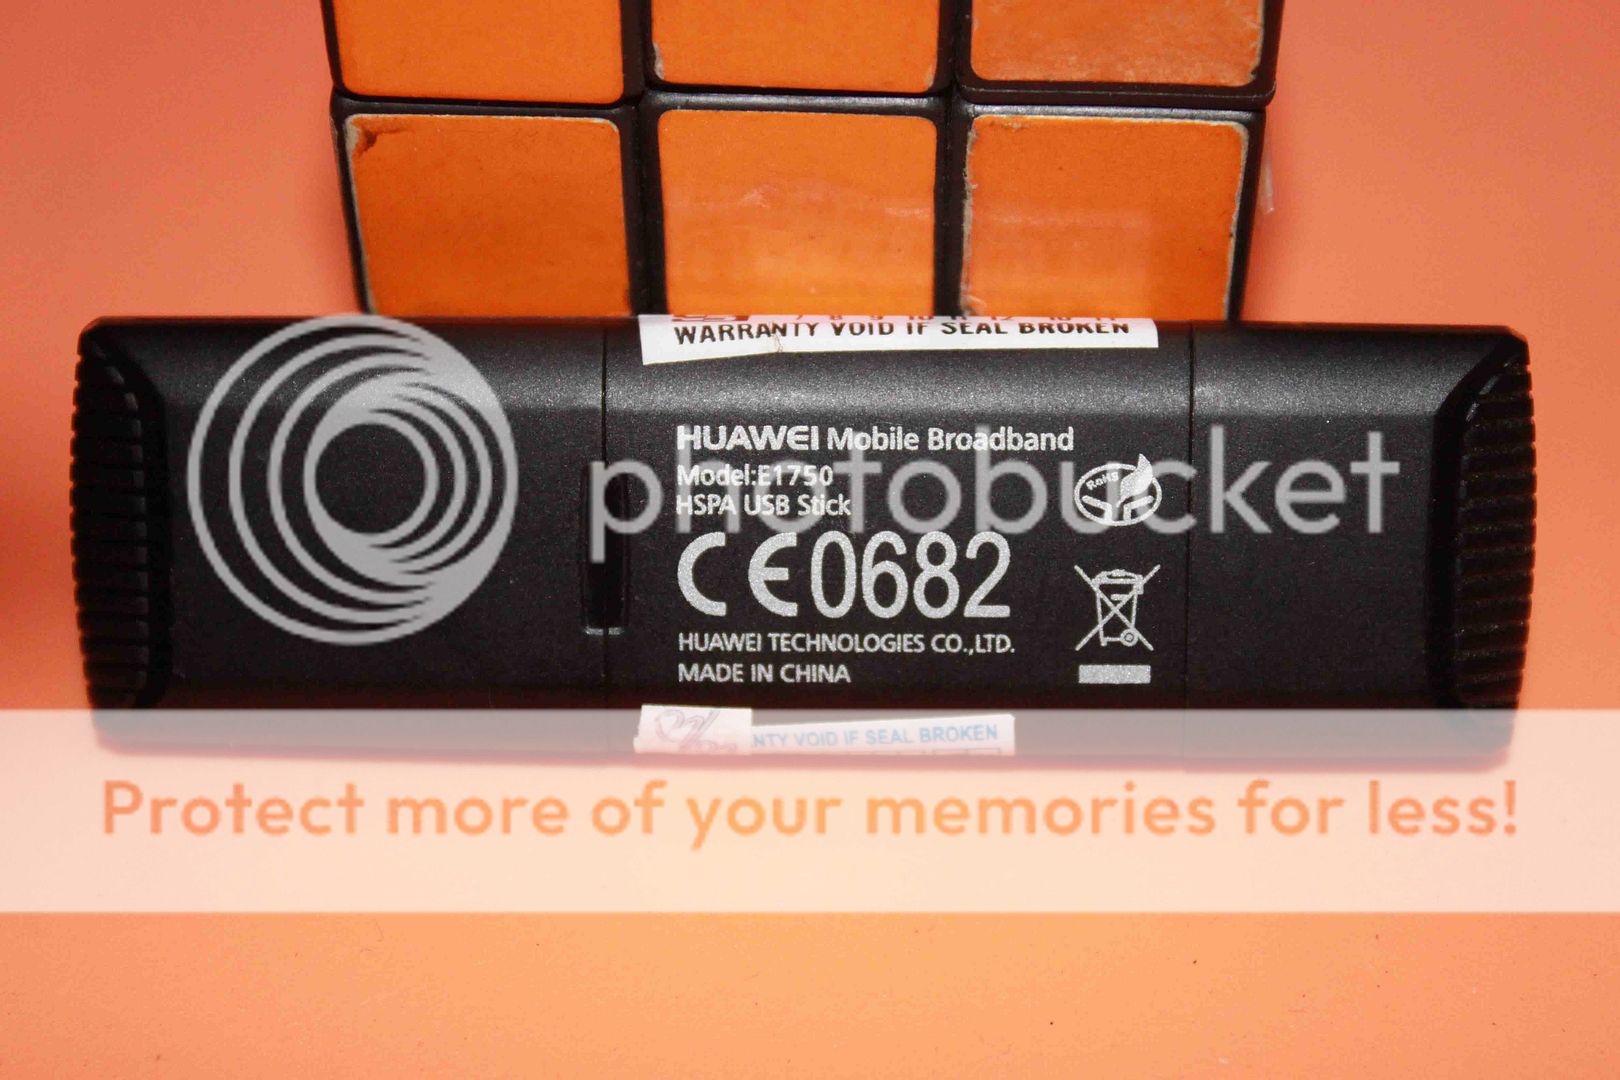 WARRANTY VOID IF SEAL BROKEN
HUAWEI Mobile Broadband
Model:E1750
HSPA USB Stick
RoHS
photobucket
CE0682
HUAWEI TECHNOLOGIES CO.,LTD.
MADE IN CHINA
NTY VOID IF SEAL BROKEN
Protect more of your memories for less!